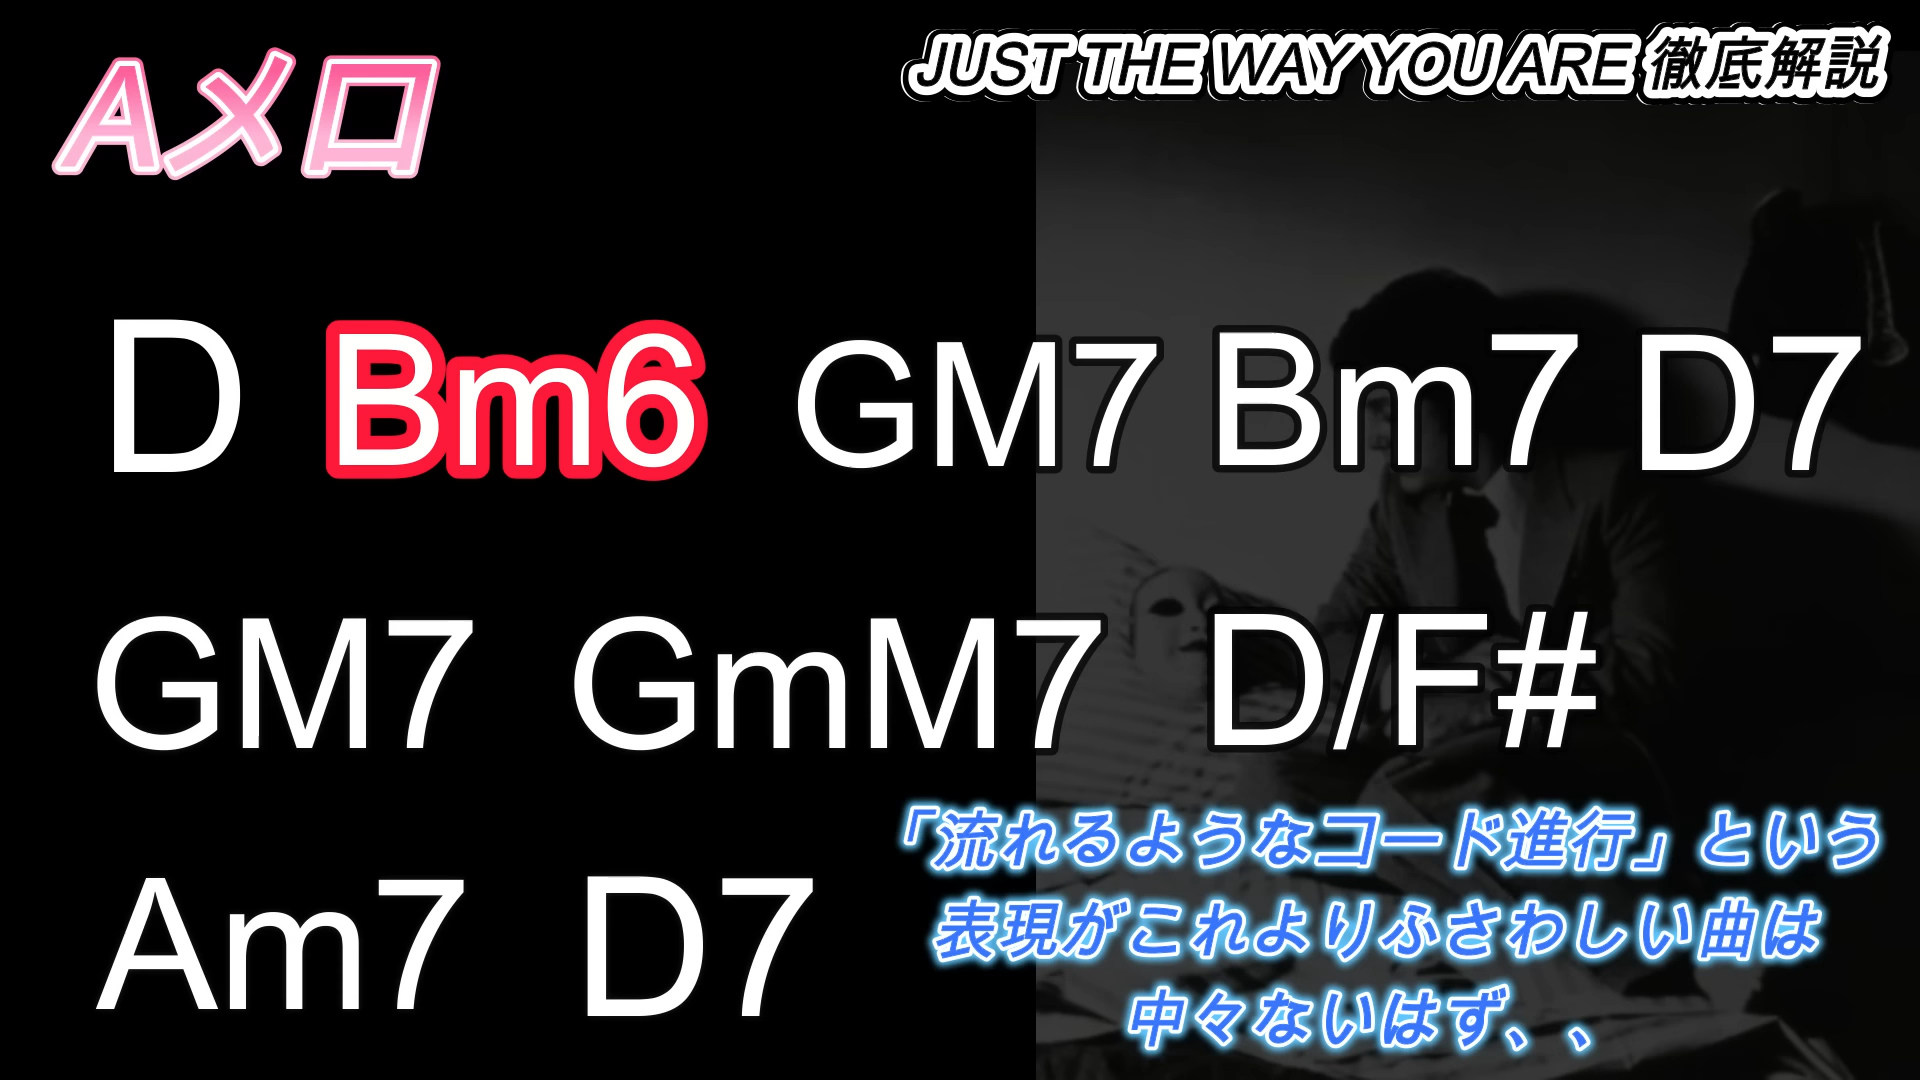 Aメロ
JUST THE WAY YOU ARE 徹底解説
D Bm6 GM7 Bm7 D7
GM7 GmM7 D/F#
Am7 D7
「流れるようなコード進行」という
表現がこれよりふさわしい曲は
中々ないはず、、